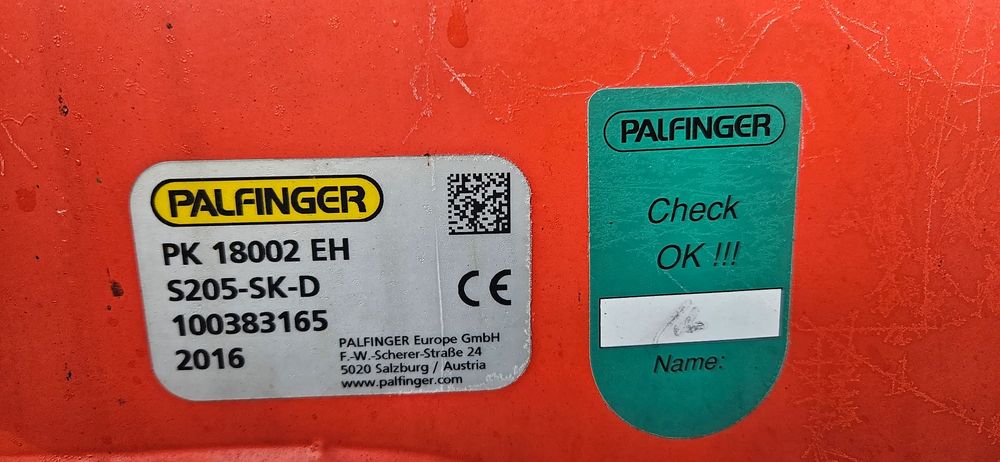 PALFINGER
PK 18002 EH
S205-SK-D
100383165
2016
CE
PALFINGER Europe GmbH
F.-W.-Scherer-Straße 24
5020 Salzburg / Austria
www.palfinger.com
PALFINGER
Check
OK !!!
Name: